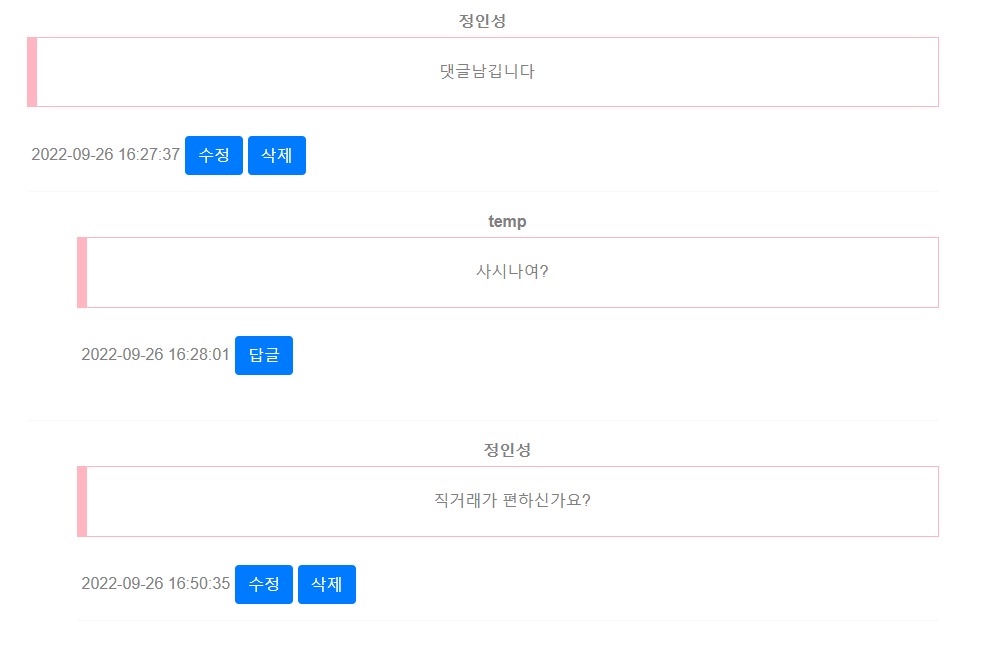 정인성
댓글남깁니다
2022-09-26 16:27:37 수정 삭제
temp
사시나여?
2022-09-26 16:28:01 답글
정인성
직거래가 편하신가요?
2022-09-26 16:50:35 수정 삭제